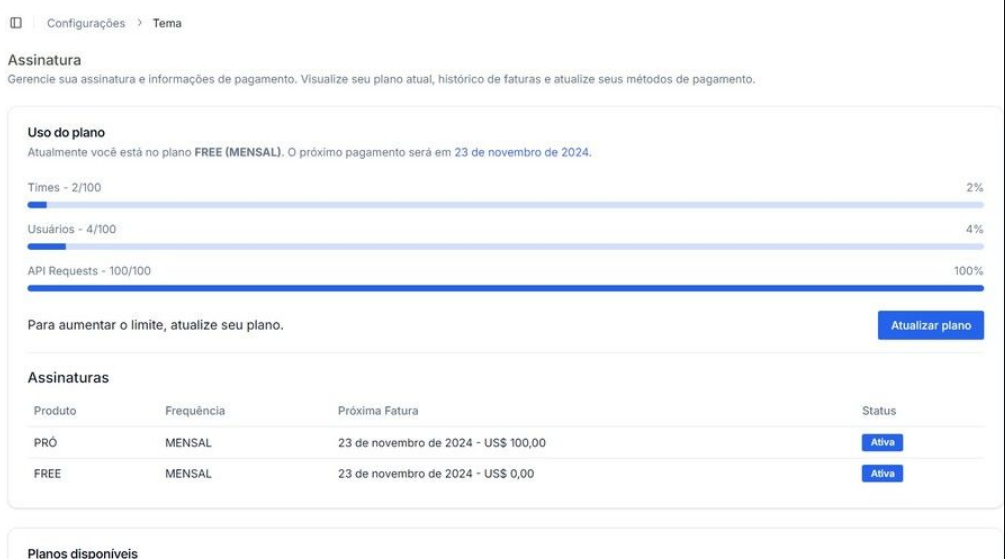 Configurações > Tema
Assinatura
Gerencie sua assinatura e informações de pagamento. Visualize seu plano atual, histórico de faturas e atualize seus métodos de pagamento.
Uso do plano
Atualmente você está no plano FREE (MENSAL). O próximo pagamento será em 23 de novembro de 2024.
Times - 2/100 2%
Usuários - 4/100 4%
API Requests - 100/100 100%
Para aumentar o limite, atualize seu plano. Atualizar plano
Assinaturas
Produto Frequência Próxima Fatura Status
PRÓ MENSAL 23 de novembro de 2024 - US$ 100,00 Ativa
FREE MENSAL 23 de novembro de 2024 - US$ 0,00 Ativa
Planos disponíveis